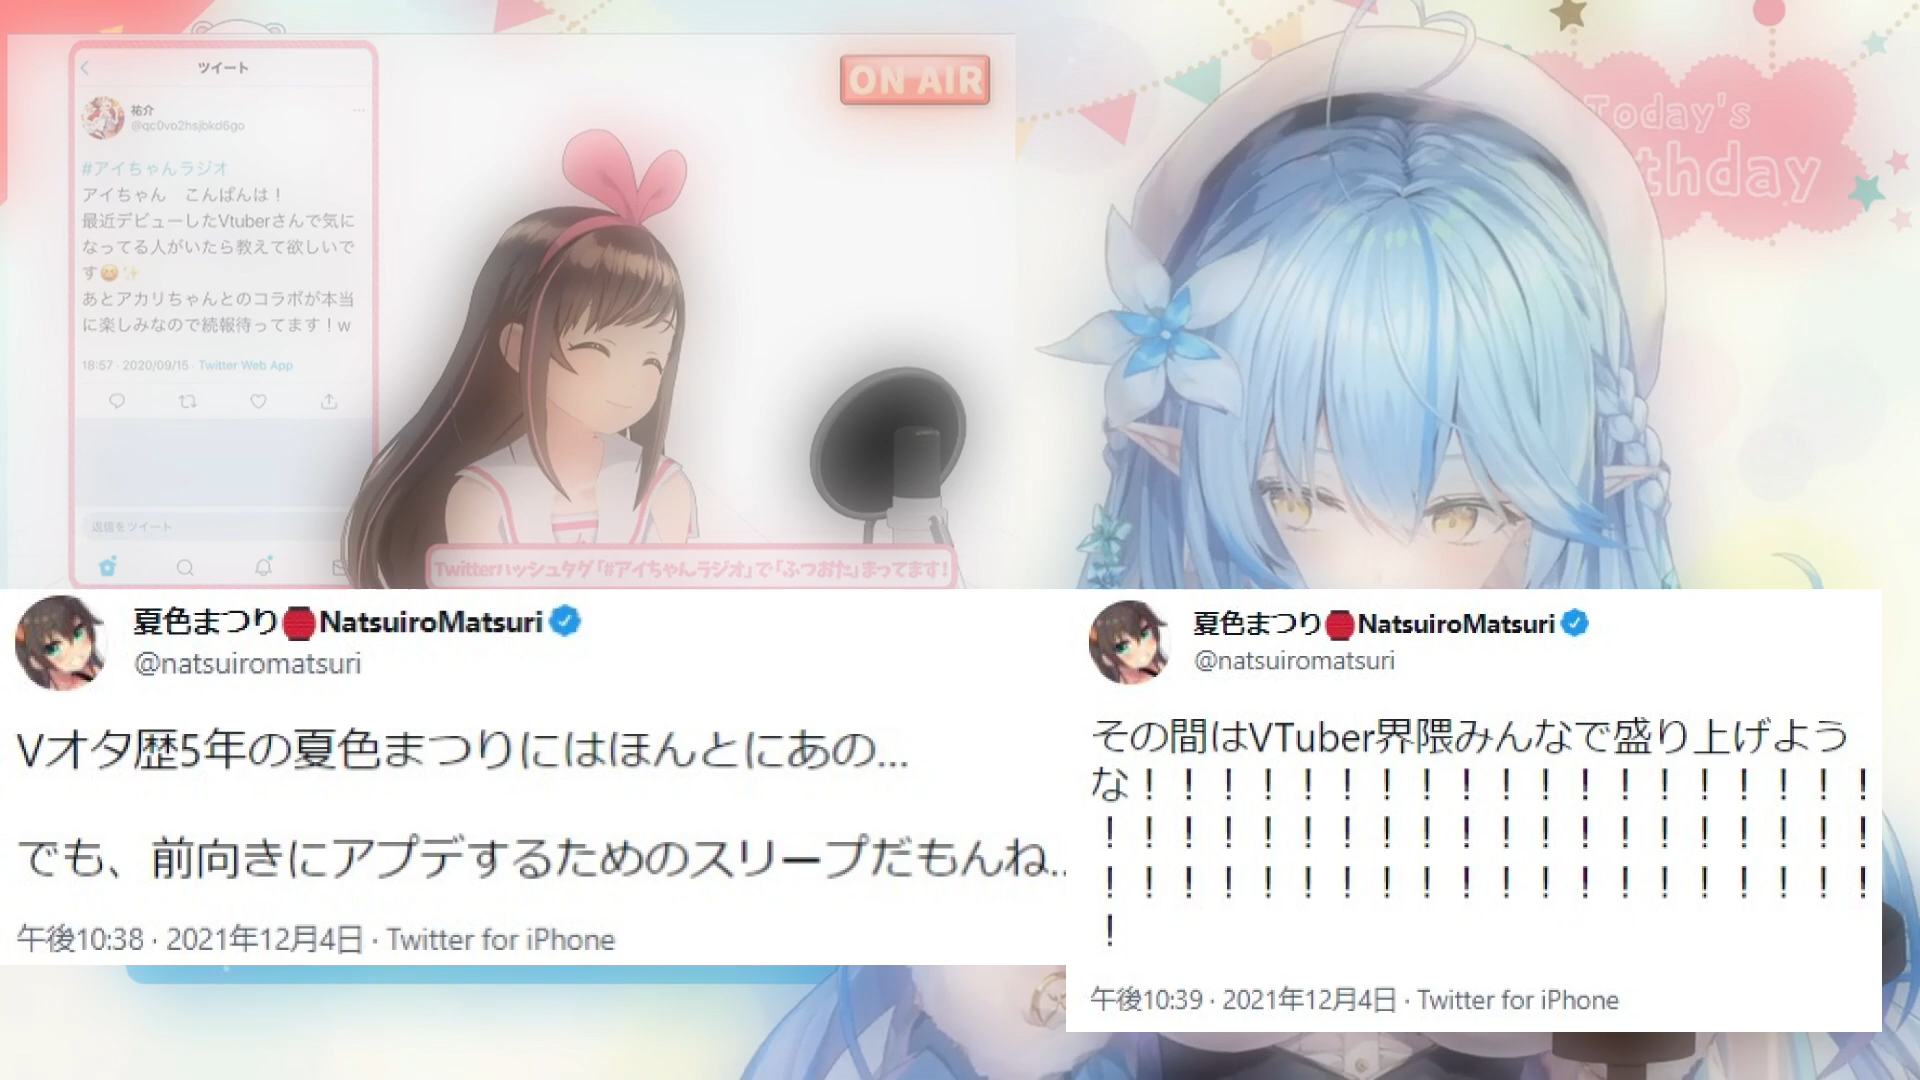 ツイート
祐介
@qc0vo2hsjbkd6go
#アイちゃんラジオ
アイちゃん　こんばんは！
最近デビューしたVtuberさんで気に
なってる人がいたら教えて欲しいで
す😄✨
あとアカリちゃんとのコラボが本当
に楽しみなので続報待ってます！w
18:57 · 2020/09/15 · Twitter Web App
返信をツイート
ON AIR
Twitterハッシュタグ「#アイちゃんラジオ」で「ふつおた」まってます!
Today's
thday
夏色まつり🏮NatsuiroMatsuri
@natsuiromatsuri
Vオタ歴5年の夏色まつりにはほんとにあの...
でも、前向きにアプデするためのスリープだもんね..
午後10:38 · 2021年12月4日 · Twitter for iPhone
夏色まつり🏮NatsuiroMatsuri
@natsuiromatsuri
その間はVTuber界隈みんなで盛り上げよう
な！！！！！！！！！！！！！！！！！！！
！！！！！！！！！！！！！！！！！！！！
！！！！！！！！！！！！！！！！！！！！
！
午後10:39 · 2021年12月4日 · Twitter for iPhone